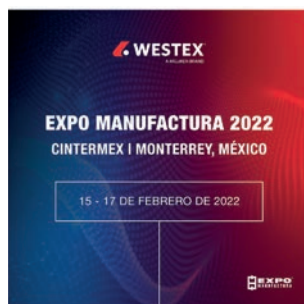 WESTEX
A MILLIKEN BRAND
EXPO MANUFACTURA 2022
CINTERMEX | MONTERREY, MÉXICO
15 - 17 DE FEBRERO DE 2022
EXPO
MANUFACTURA